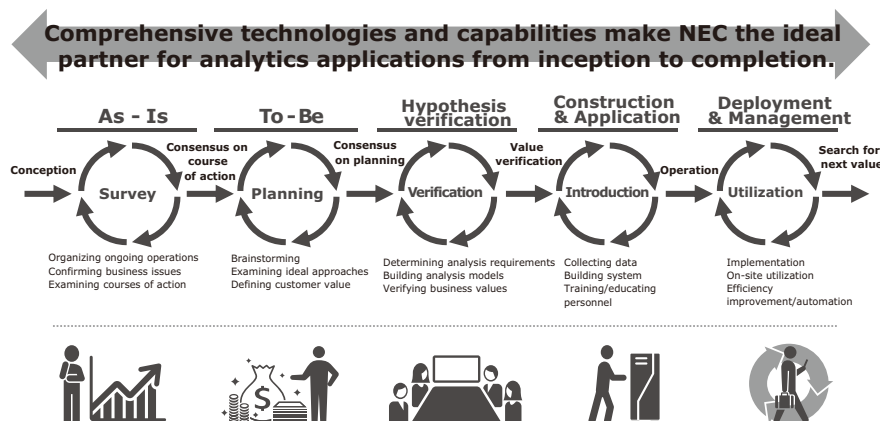 Comprehensive technologies and capabilities make NEC the ideal
partner for analytics applications from inception to completion.
As - Is
To - Be
Hypothesis
verification
Construction
& Application
Deployment
& Management
Conception
Survey
Consensus on
course
of action
Planning
Consensus
on planning
Verification
Value
verification
Introduction
Operation
Utilization
Search for
next value
Organizing ongoing operations
Confirming business issues
Examining courses of action
Brainstorming
Examining ideal approaches
Defining customer value
Determining analysis requirements
Building analysis models
Verifying business values
Collecting data
Building system
Training/educating
personnel
Implementation
On-site utilization
Efficiency
improvement/automation
$